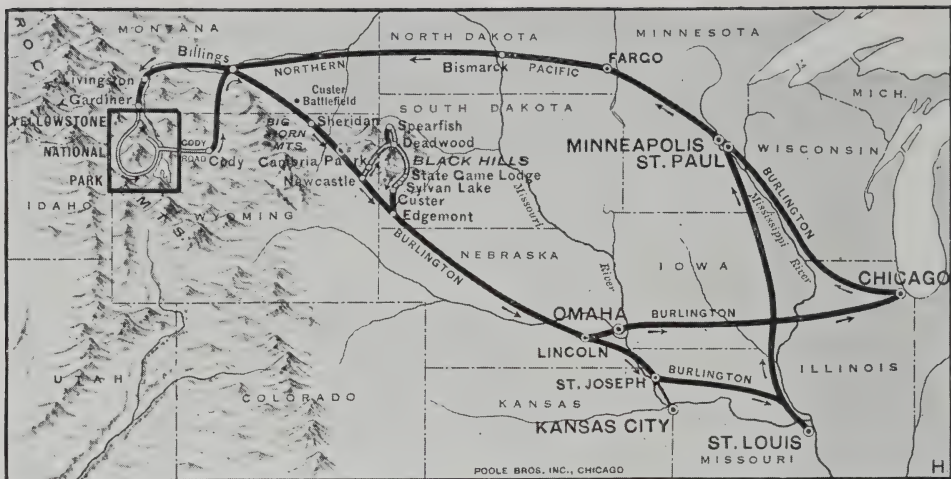 ROCKY MTS.
MONTANA
NORTH DAKOTA
MINNESOTA
Billings
NORTHERN
PACIFIC
Bismarck
FARGO
MICH.
Livingston
Gardiner
Custer
Battlefield
SOUTH DAKOTA
YELLOWSTONE
NATIONAL
PARK
CODY
ROAD
Cody
BIG
HORN
MTS.
Sheridan
Spearfish
Deadwood
MINNEAPOLIS
ST. PAUL
WISCONSIN
Cambria Park
BLACK HILLS
State Game Lodge
Newcastle
Sylvan Lake
Custer
Edgemont
Missouri
River
BURLINGTON
Mississippi
River
IDAHO
WYOMING
BURLINGTON
NEBRASKA
IOWA
CHICAGO
OMAHA
BURLINGTON
LINCOLN
ST. JOSEPH
BURLINGTON
ILLINOIS
UTAH
COLORADO
KANSAS
KANSAS CITY
ST. LOUIS
MISSOURI
POOLE BROS. INC., CHICAGO
H